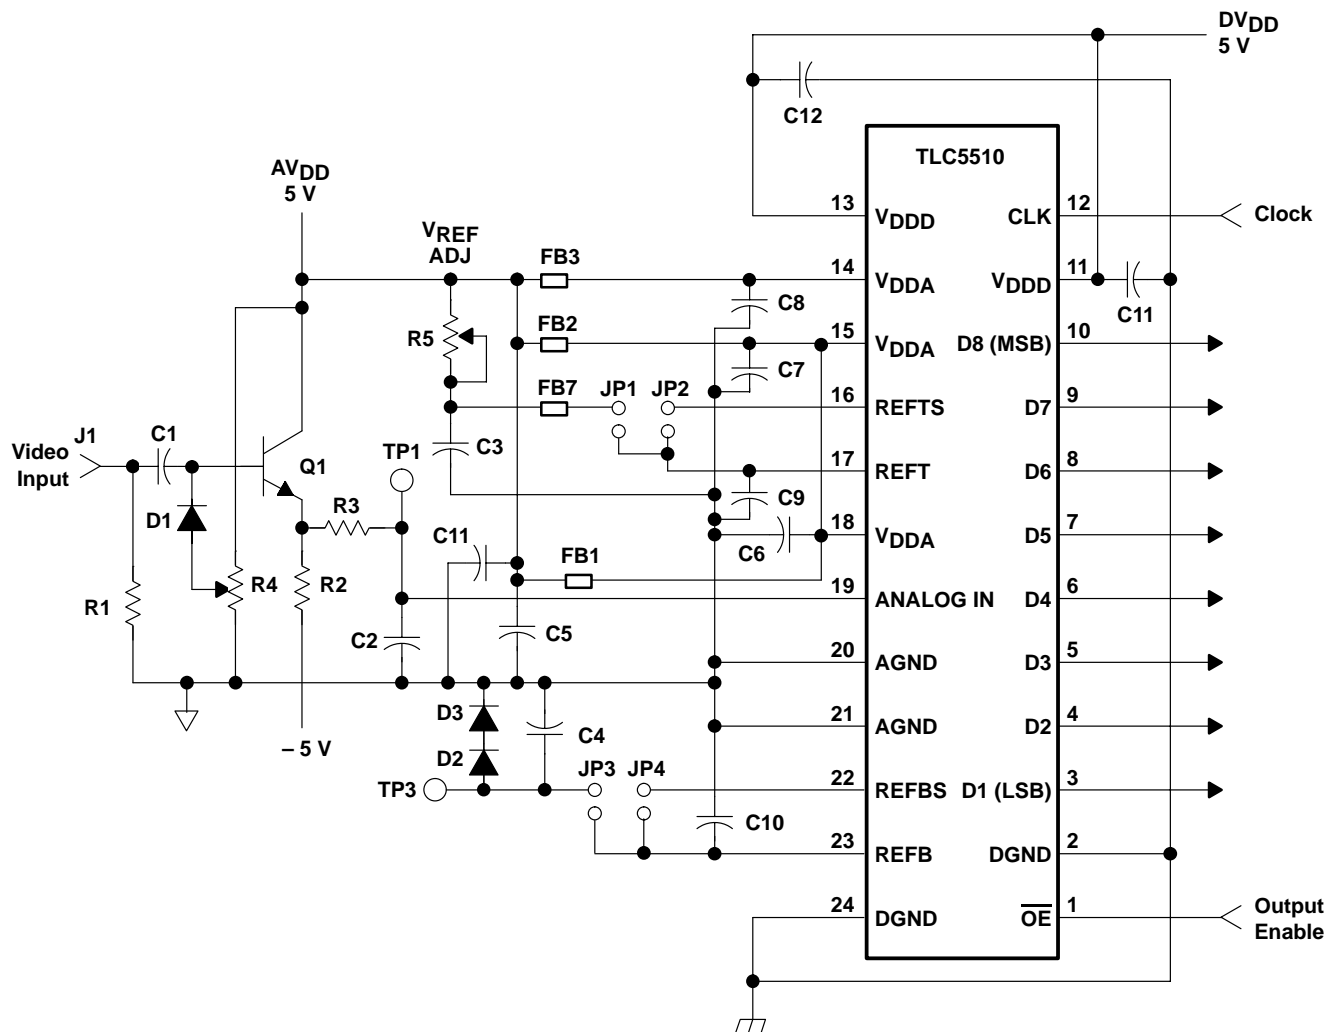 DVDD
5 V
C12
TLC5510
AVDD
5 V
13
VDDD
CLK
12
Clock
VREF
ADJ
FB3
14
VDDA
VDDD
11
C8
C11
R5
FB2
15
VDDA
D8 (MSB)
10
C7
FB7
JP1
JP2
16
REFTS
D7
9
J1
C1
Video
Input
Q1
TP1
C3
17
REFT
D6
8
C9
D1
R3
C11
C6
18
VDDA
D5
7
FB1
R1
R4
R2
19
ANALOG IN
D4
6
C2
C5
20
AGND
D3
5
D3
21
AGND
D2
4
– 5 V
D2
C4
JP3
JP4
TP3
22
REFBS
D1 (LSB)
3
C10
23
REFB
DGND
2
24
DGND
OE
1
Output
Enable